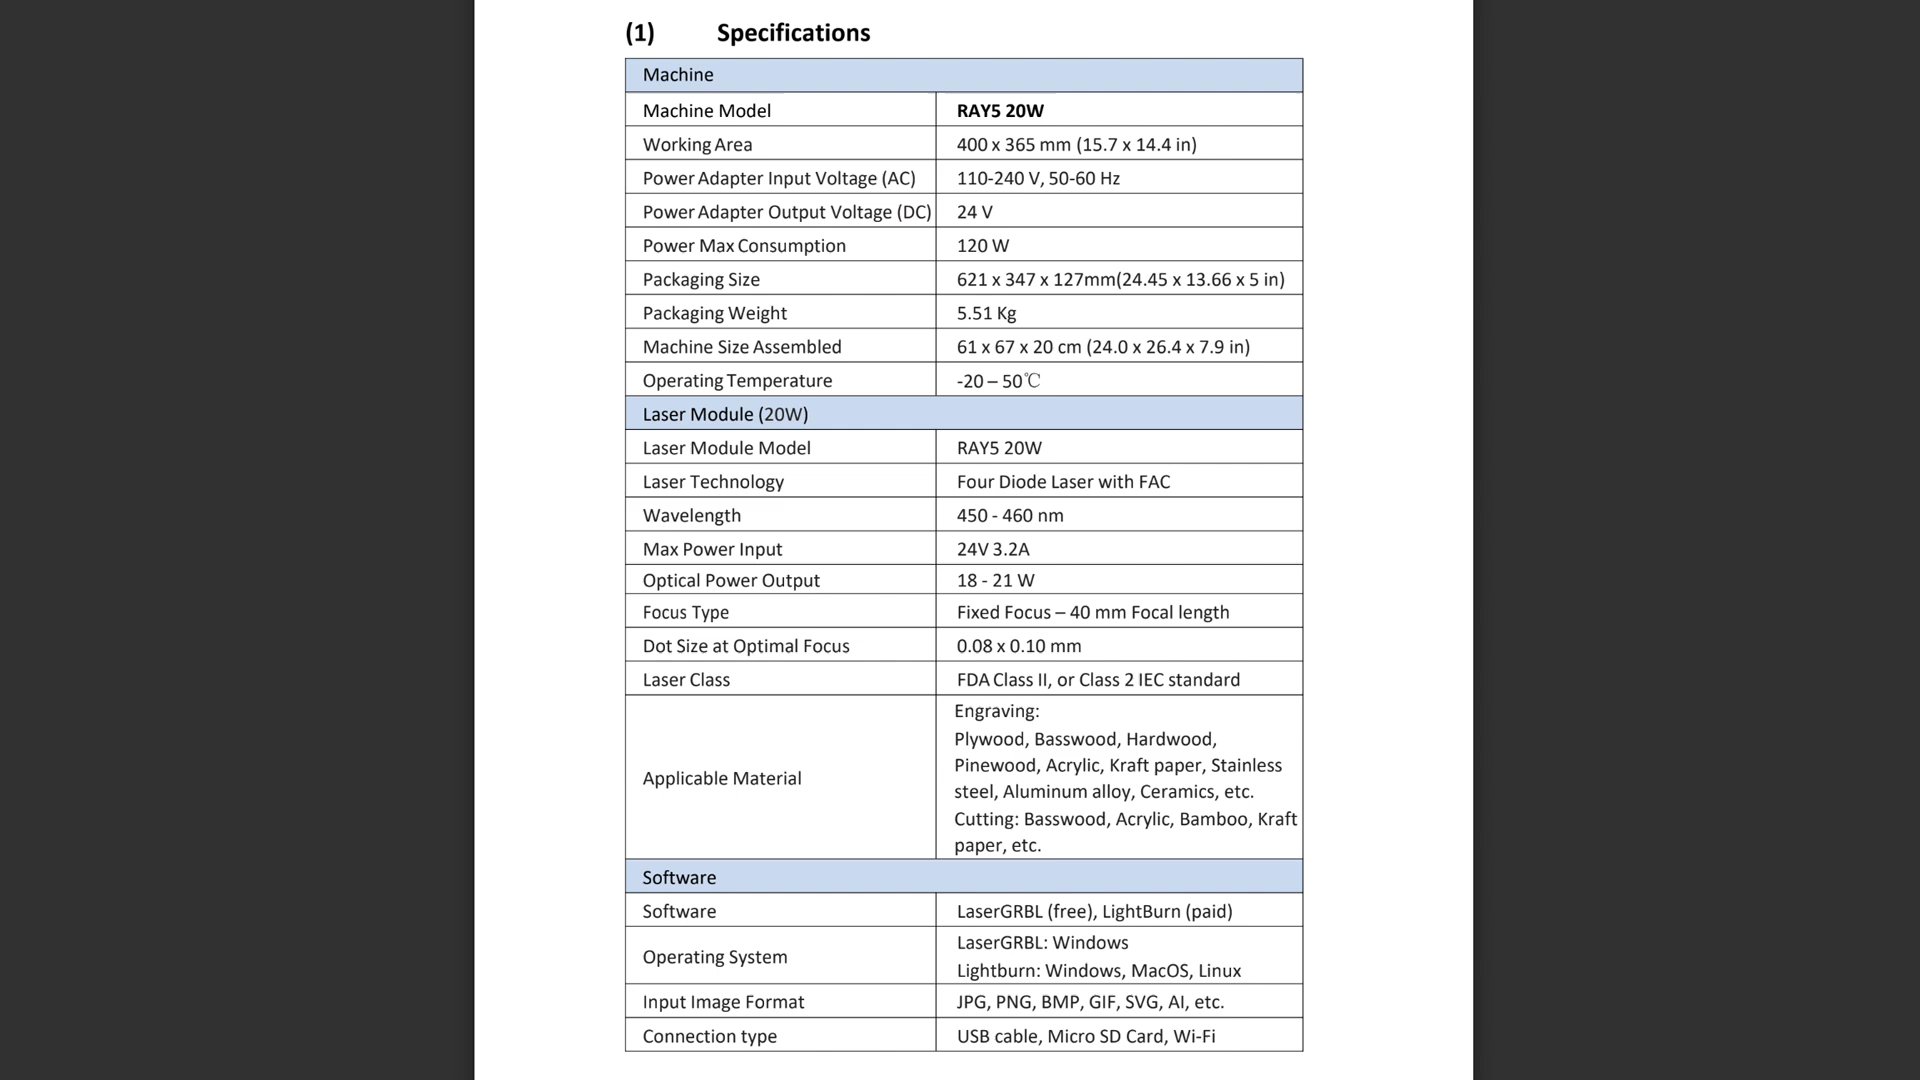 (1) Specifications
Machine
Machine Model RAY5 20W
Working Area 400 x 365 mm (15.7 x 14.4 in)
Power Adapter Input Voltage (AC) 110-240 V, 50-60 Hz
Power Adapter Output Voltage (DC) 24 V
Power Max Consumption 120 W
Packaging Size 621 x 347 x 127mm(24.45 x 13.66 x 5 in)
Packaging Weight 5.51 Kg
Machine Size Assembled 61 x 67 x 20 cm (24.0 x 26.4 x 7.9 in)
Operating Temperature -20 – 50℃
Laser Module (20W)
Laser Module Model RAY5 20W
Laser Technology Four Diode Laser with FAC
Wavelength 450 - 460 nm
Max Power Input 24V 3.2A
Optical Power Output 18 - 21 W
Focus Type Fixed Focus – 40 mm Focal length
Dot Size at Optimal Focus 0.08 x 0.10 mm
Laser Class FDA Class II, or Class 2 IEC standard
Applicable Material
Engraving:
Plywood, Basswood, Hardwood,
Pinewood, Acrylic, Kraft paper, Stainless
steel, Aluminum alloy, Ceramics, etc.
Cutting: Basswood, Acrylic, Bamboo, Kraft
paper, etc.
Software
Software LaserGRBL (free), LightBurn (paid)
Operating System
LaserGRBL: Windows
Lightburn: Windows, MacOS, Linux
Input Image Format JPG, PNG, BMP, GIF, SVG, AI, etc.
Connection type USB cable, Micro SD Card, Wi-Fi